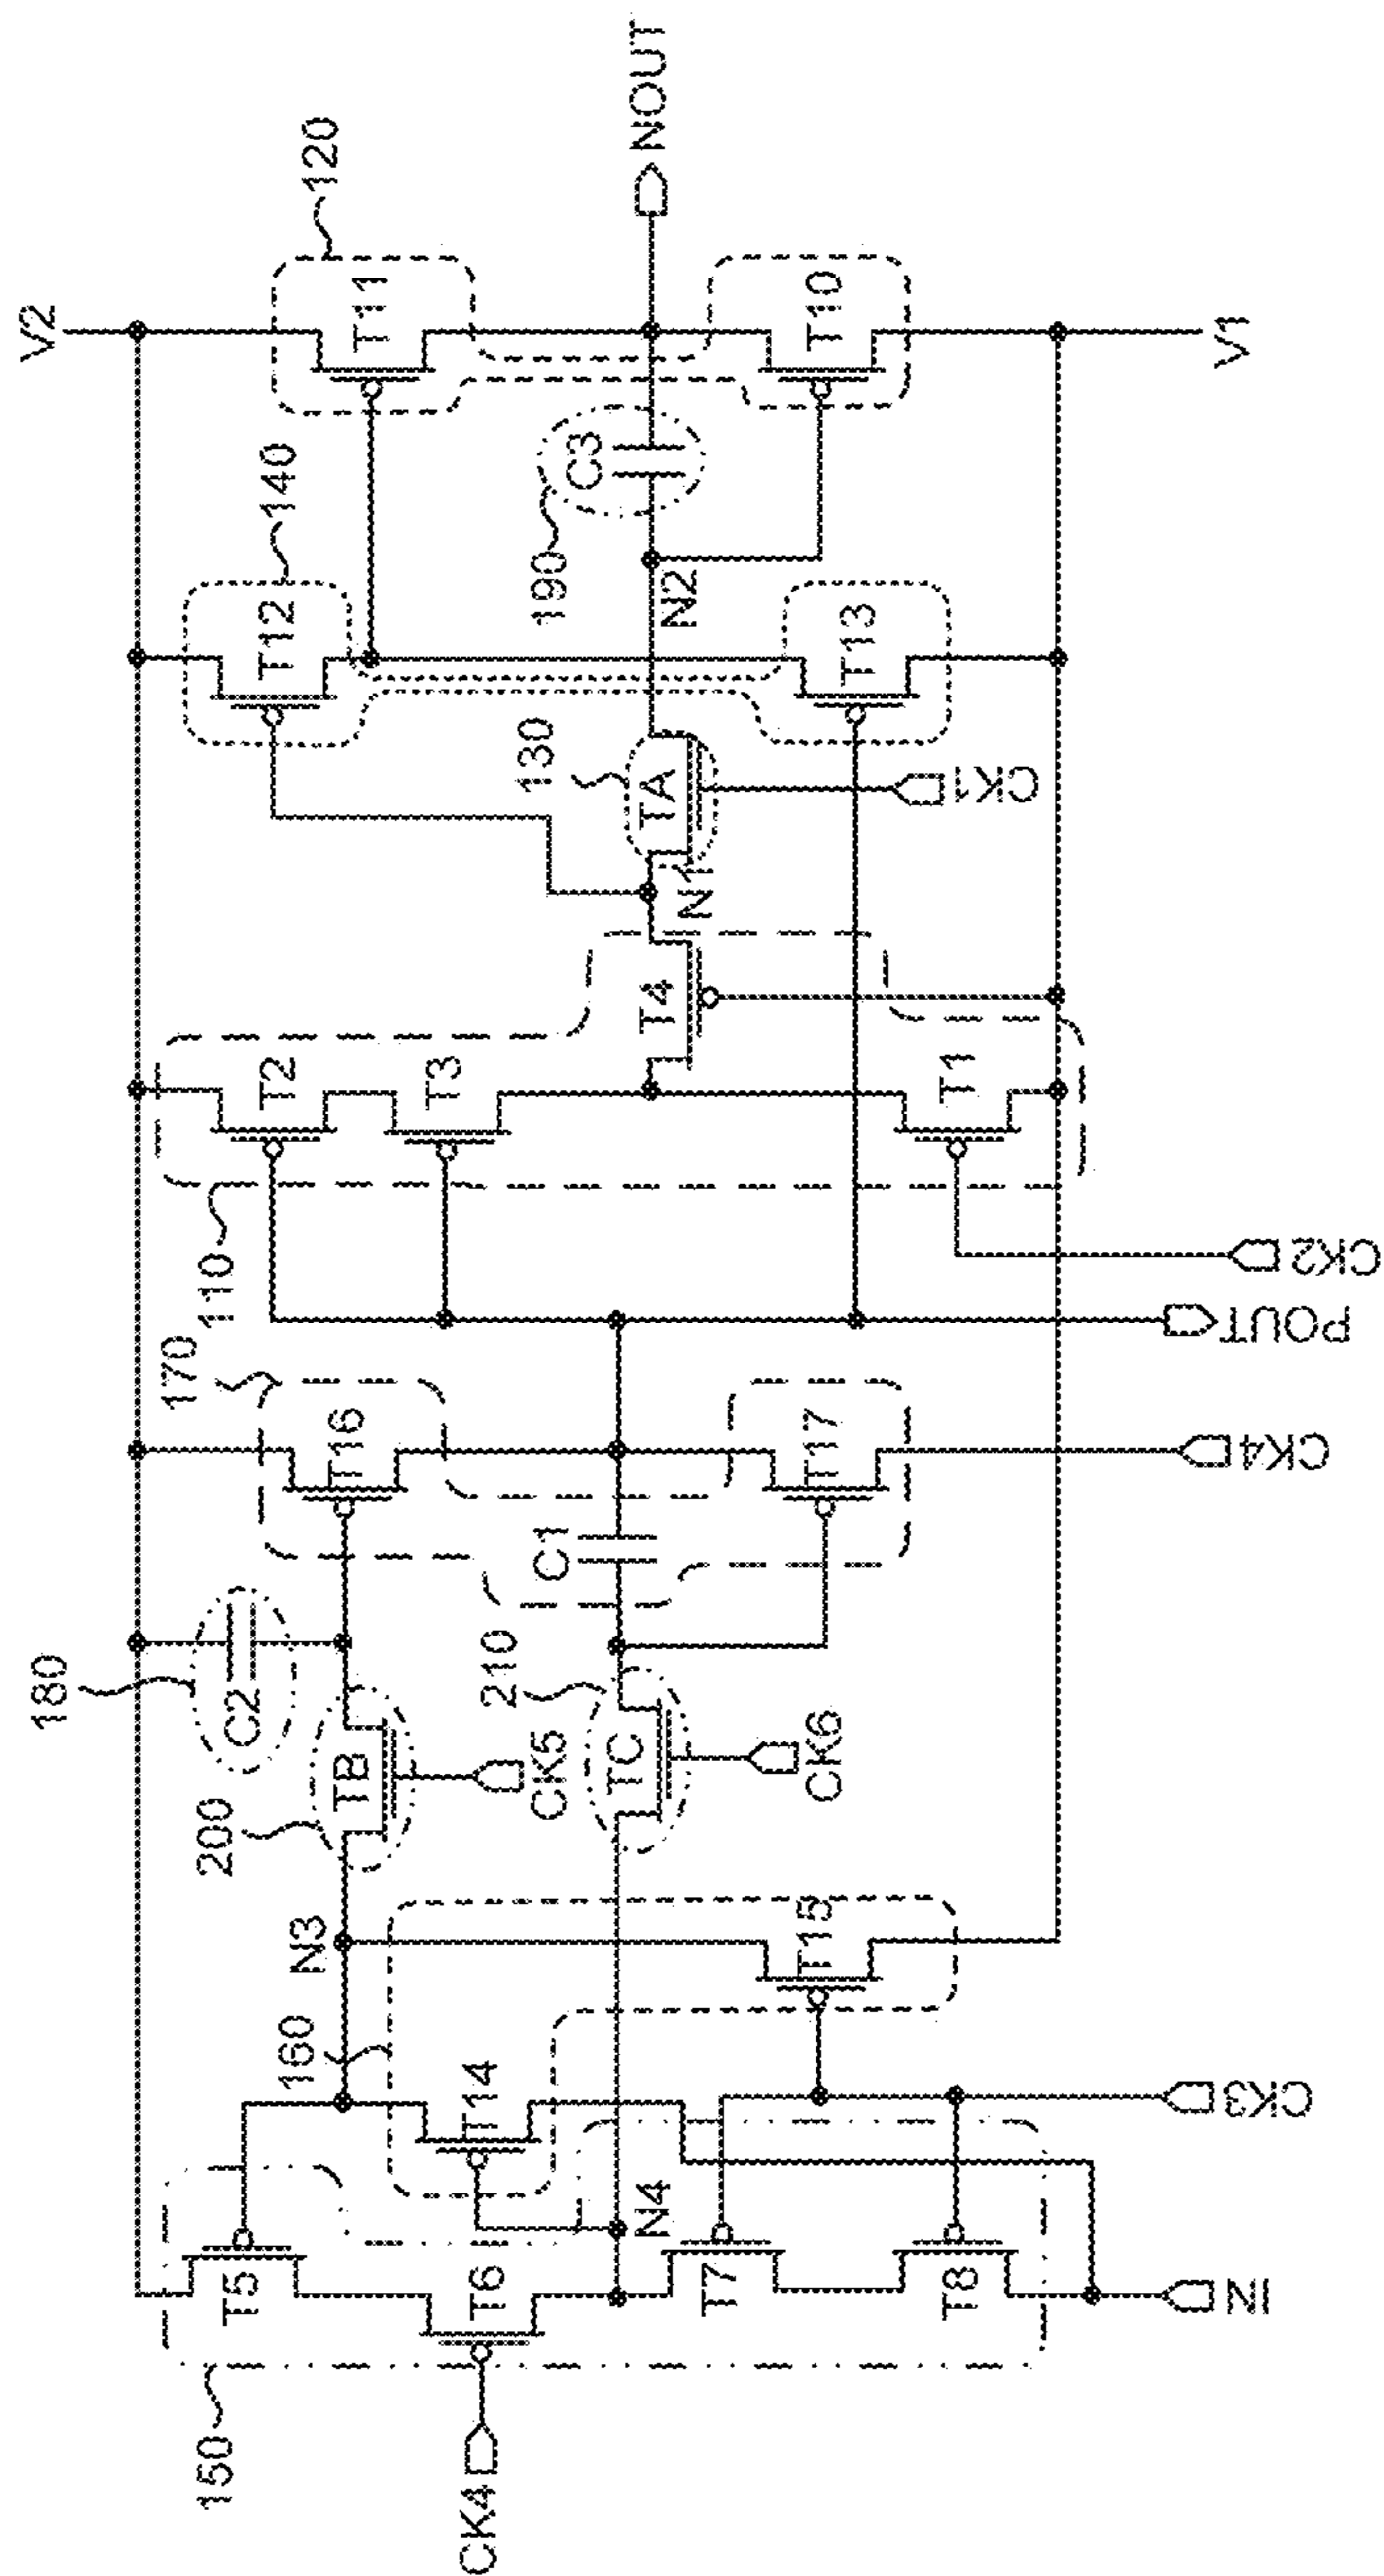 V2
120
T11
NOUT
T10
V1
140
T12
C3
190
N2
T13
130
TA
N1
CK1
T4
T2
T3
T1
110
CK2
POUT
170
T16
T17
CK4
C1
180
C2
210
TB
200
CK5
TC
CK6
N3
T15
160
T14
CK3
N4
T5
T6
T7
T8
IN
150
CK4